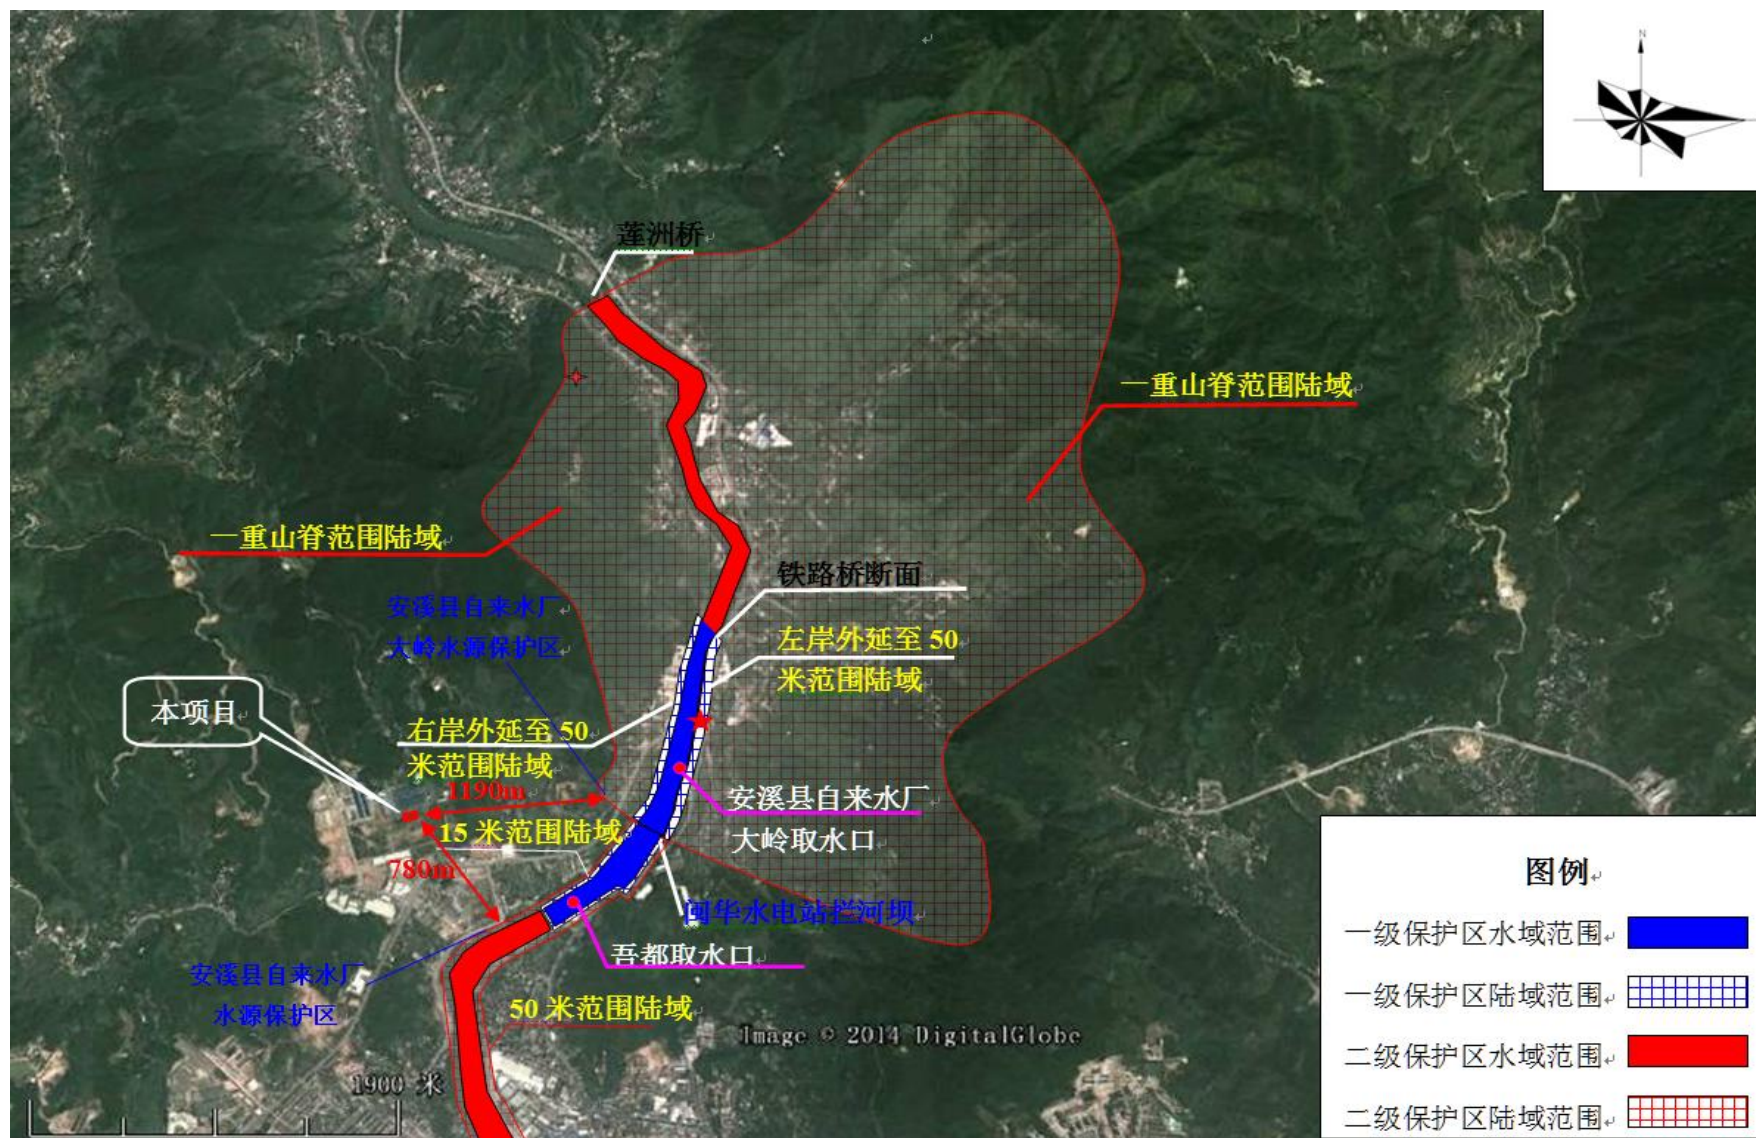 N
莲洲桥
一重山脊范围陆域
一重山脊范围陆域
铁路桥断面
安溪县自来水厂
大岭水源保护区
左岸外延至 50
米范围陆域
本项目
右岸外延至 50
米范围陆域
1190m
安溪县自来水厂
大岭取水口
15 米范围陆域
780m
闽华水电站拦河坝
吾都取水口
安溪县自来水厂
水源保护区
50 米范围陆域
Image © 2014 DigitalGlobe
1900 米
图例
一级保护区水域范围
一级保护区陆域范围
二级保护区水域范围
二级保护区陆域范围